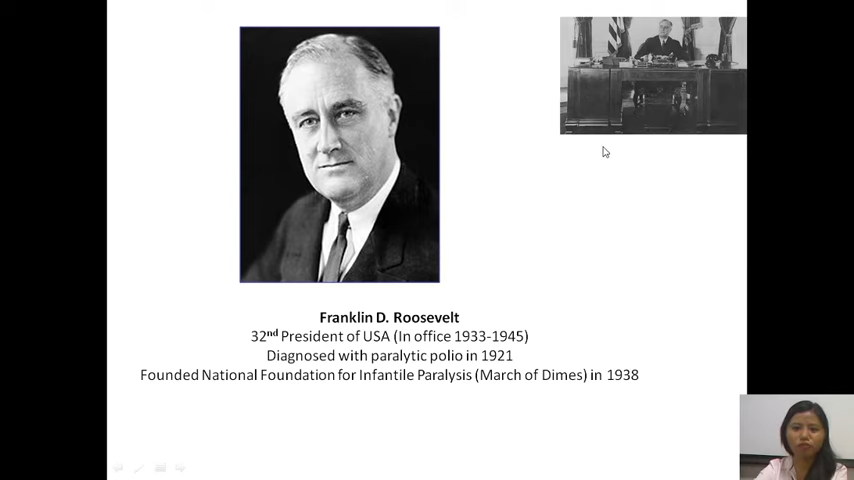 Franklin D. Roosevelt
32nd President of USA (In office 1933-1945)
Diagnosed with paralytic polio in 1921
Founded National Foundation for Infantile Paralysis (March of Dimes) in 1938